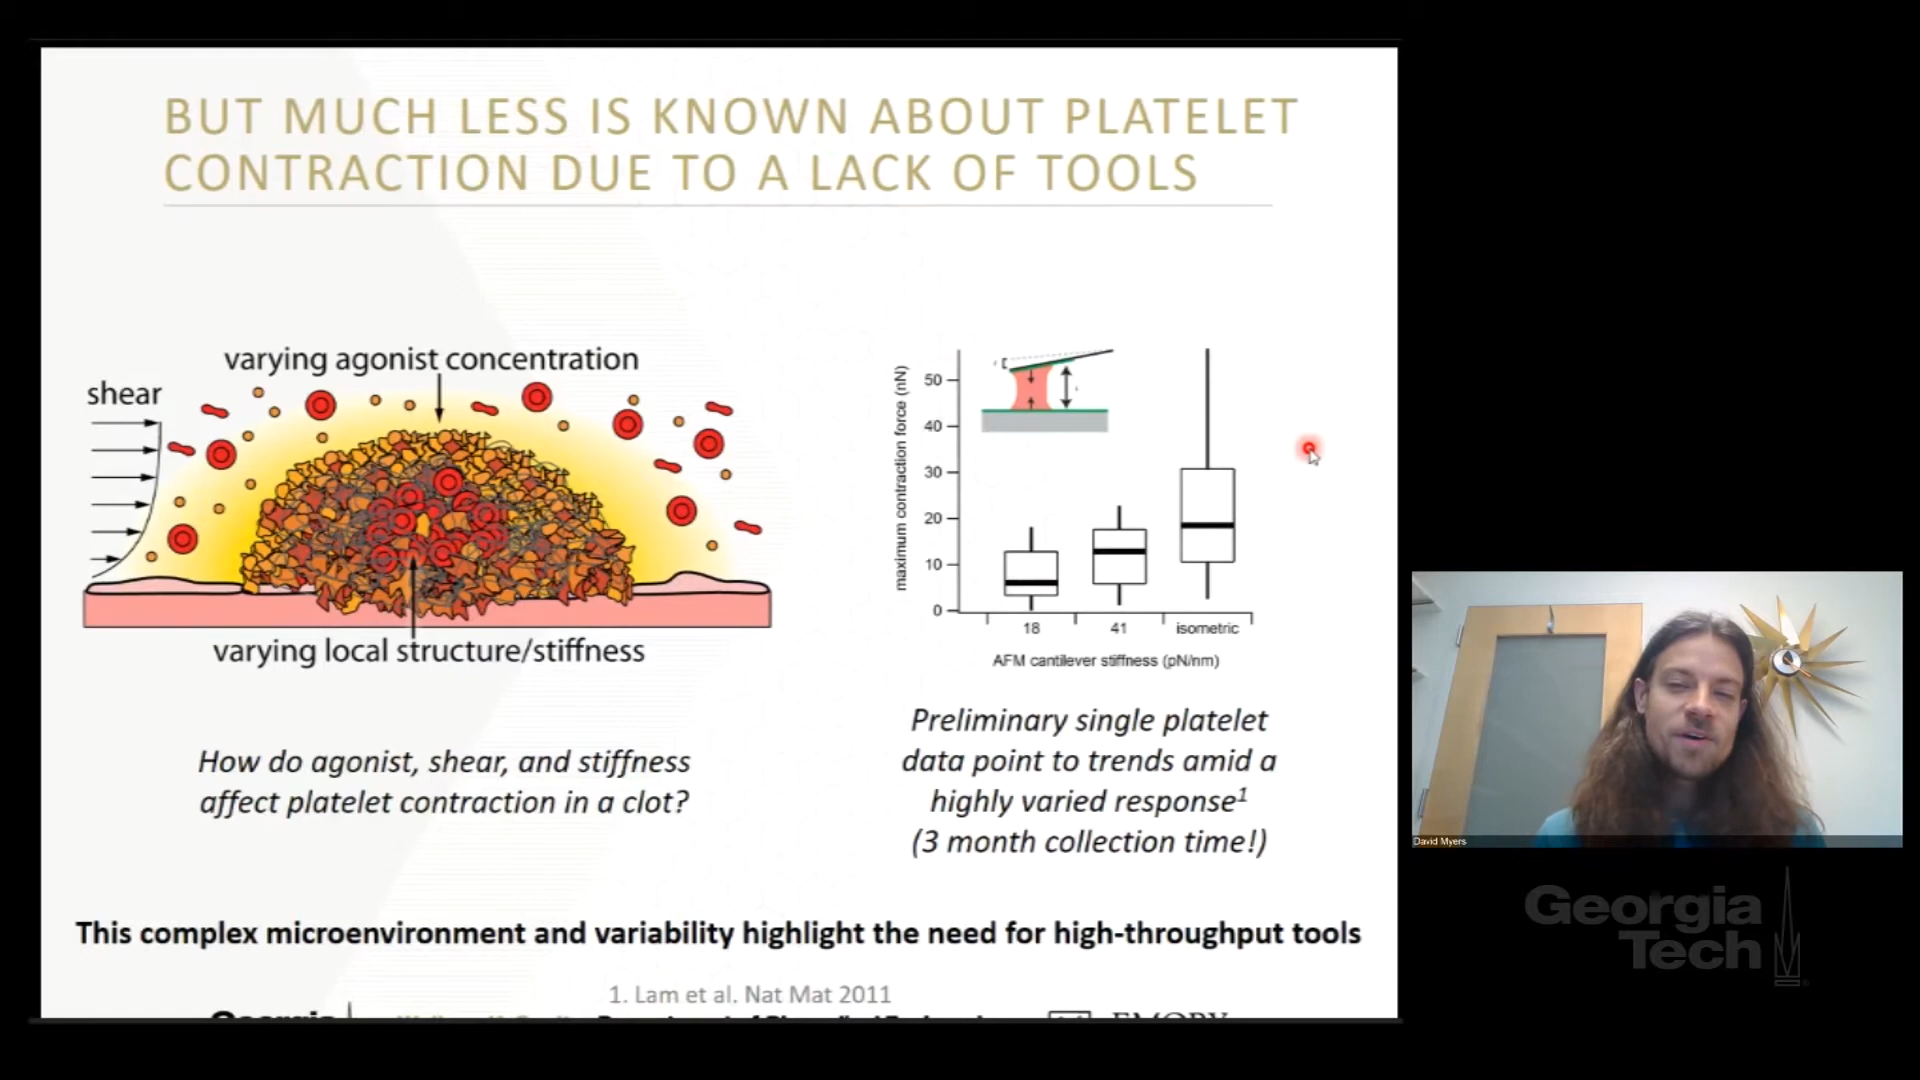 BUT MUCH LESS IS KNOWN ABOUT PLATELET
CONTRACTION DUE TO A LACK OF TOOLS
varying agonist concentration
shear
varying local structure/stiffness
How do agonist, shear, and stiffness
affect platelet contraction in a clot?
maximum contraction force (nN)
50
40
30
20
10
0
18 41 isometric
AFM cantilever stiffness (pN/nm)
Preliminary single platelet
data point to trends amid a
highly varied response1
(3 month collection time!)
This complex microenvironment and variability highlight the need for high-throughput tools
1. Lam et al. Nat Mat 2011
Georgia
EMORY
David Myers
Georgia
Tech